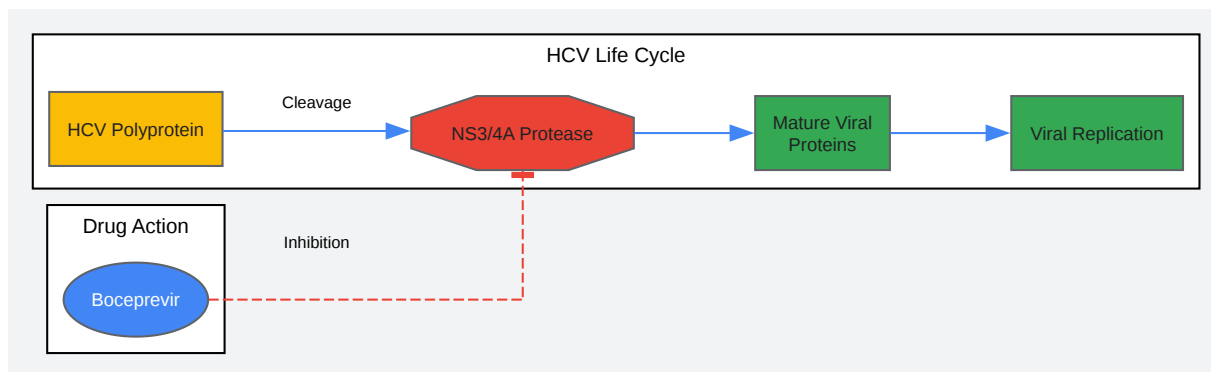 HCV Life Cycle
HCV Polyprotein
Cleavage
NS3/4A Protease
Mature Viral
Proteins
Viral Replication
Drug Action
Boceprevir
Inhibition